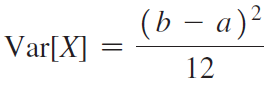 Var[X] = (b − a)² / 12